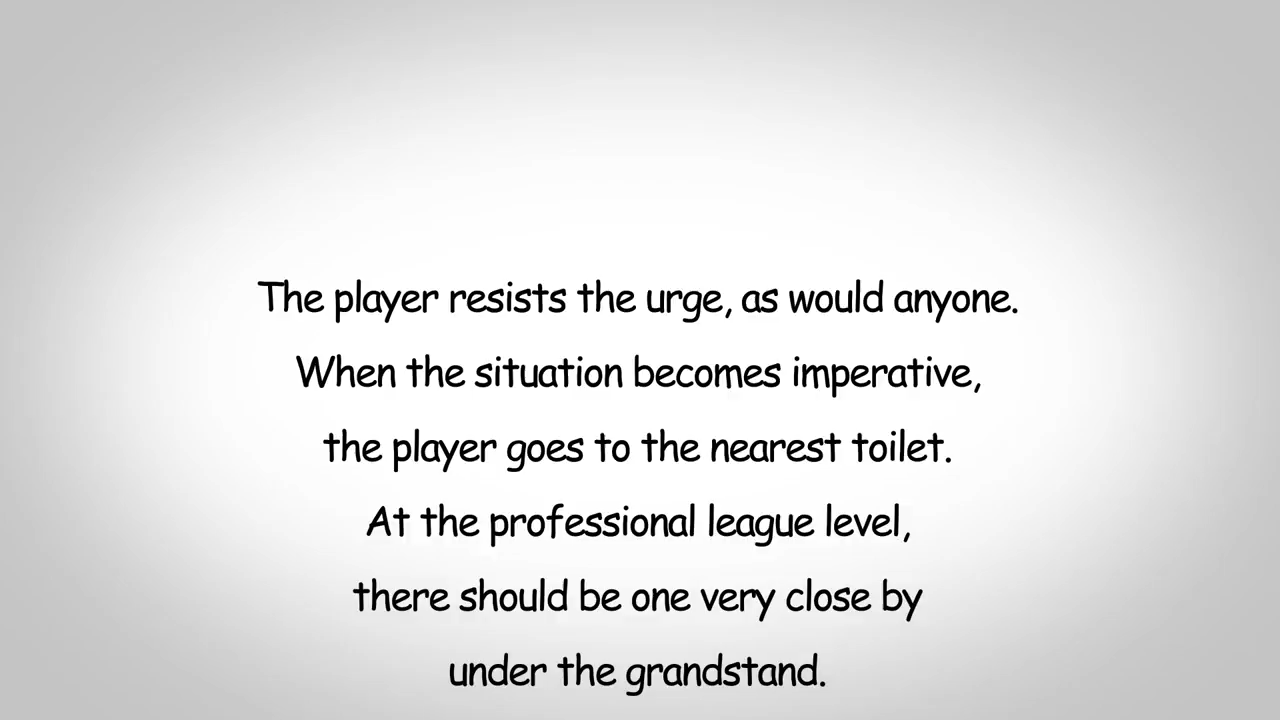 The player resists the urge, as would anyone.
When the situation becomes imperative,
the player goes to the nearest toilet.
At the professional league level,
there should be one very close by
under the grandstand.